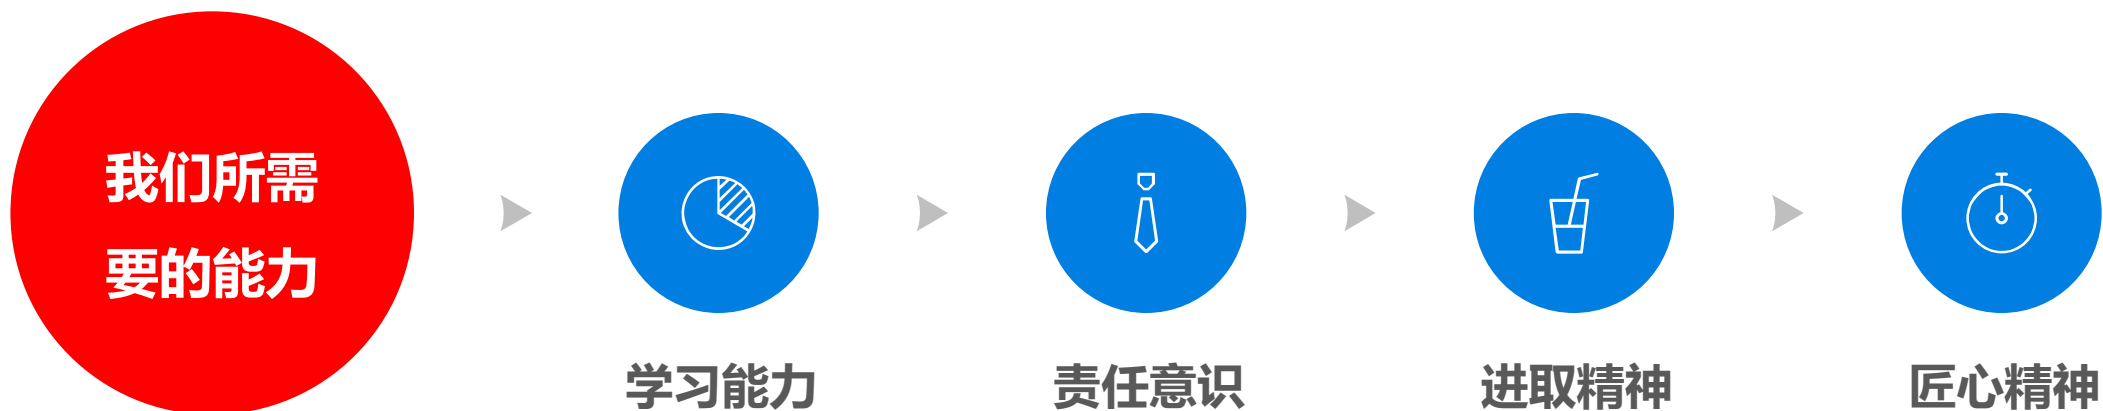 我们所需
要的能力
学习能力
责任意识
进取精神
匠心精神